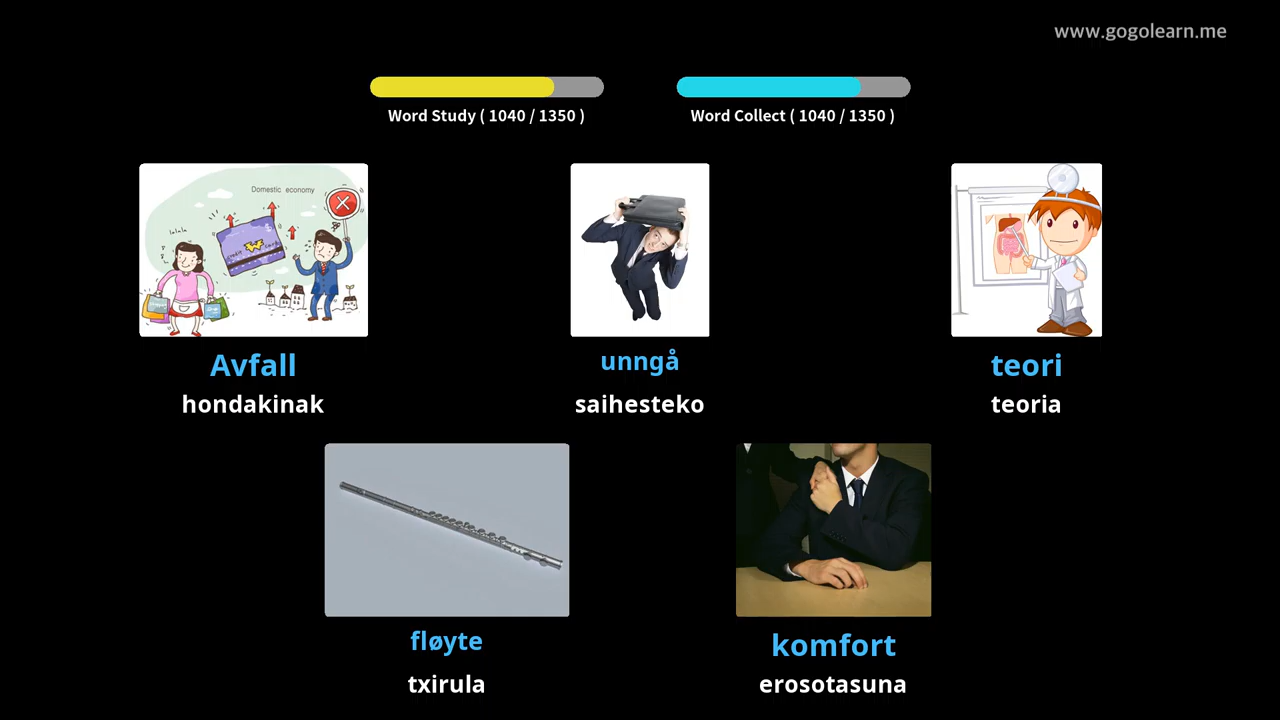 www.gogolearn.me
Word Study ( 1040 / 1350 )
Word Collect ( 1040 / 1350 )
Domestic economy
lalala
Avfall
unngå
teori
hondakinak
saihesteko
teoria
fløyte
komfort
txirula
erosotasuna